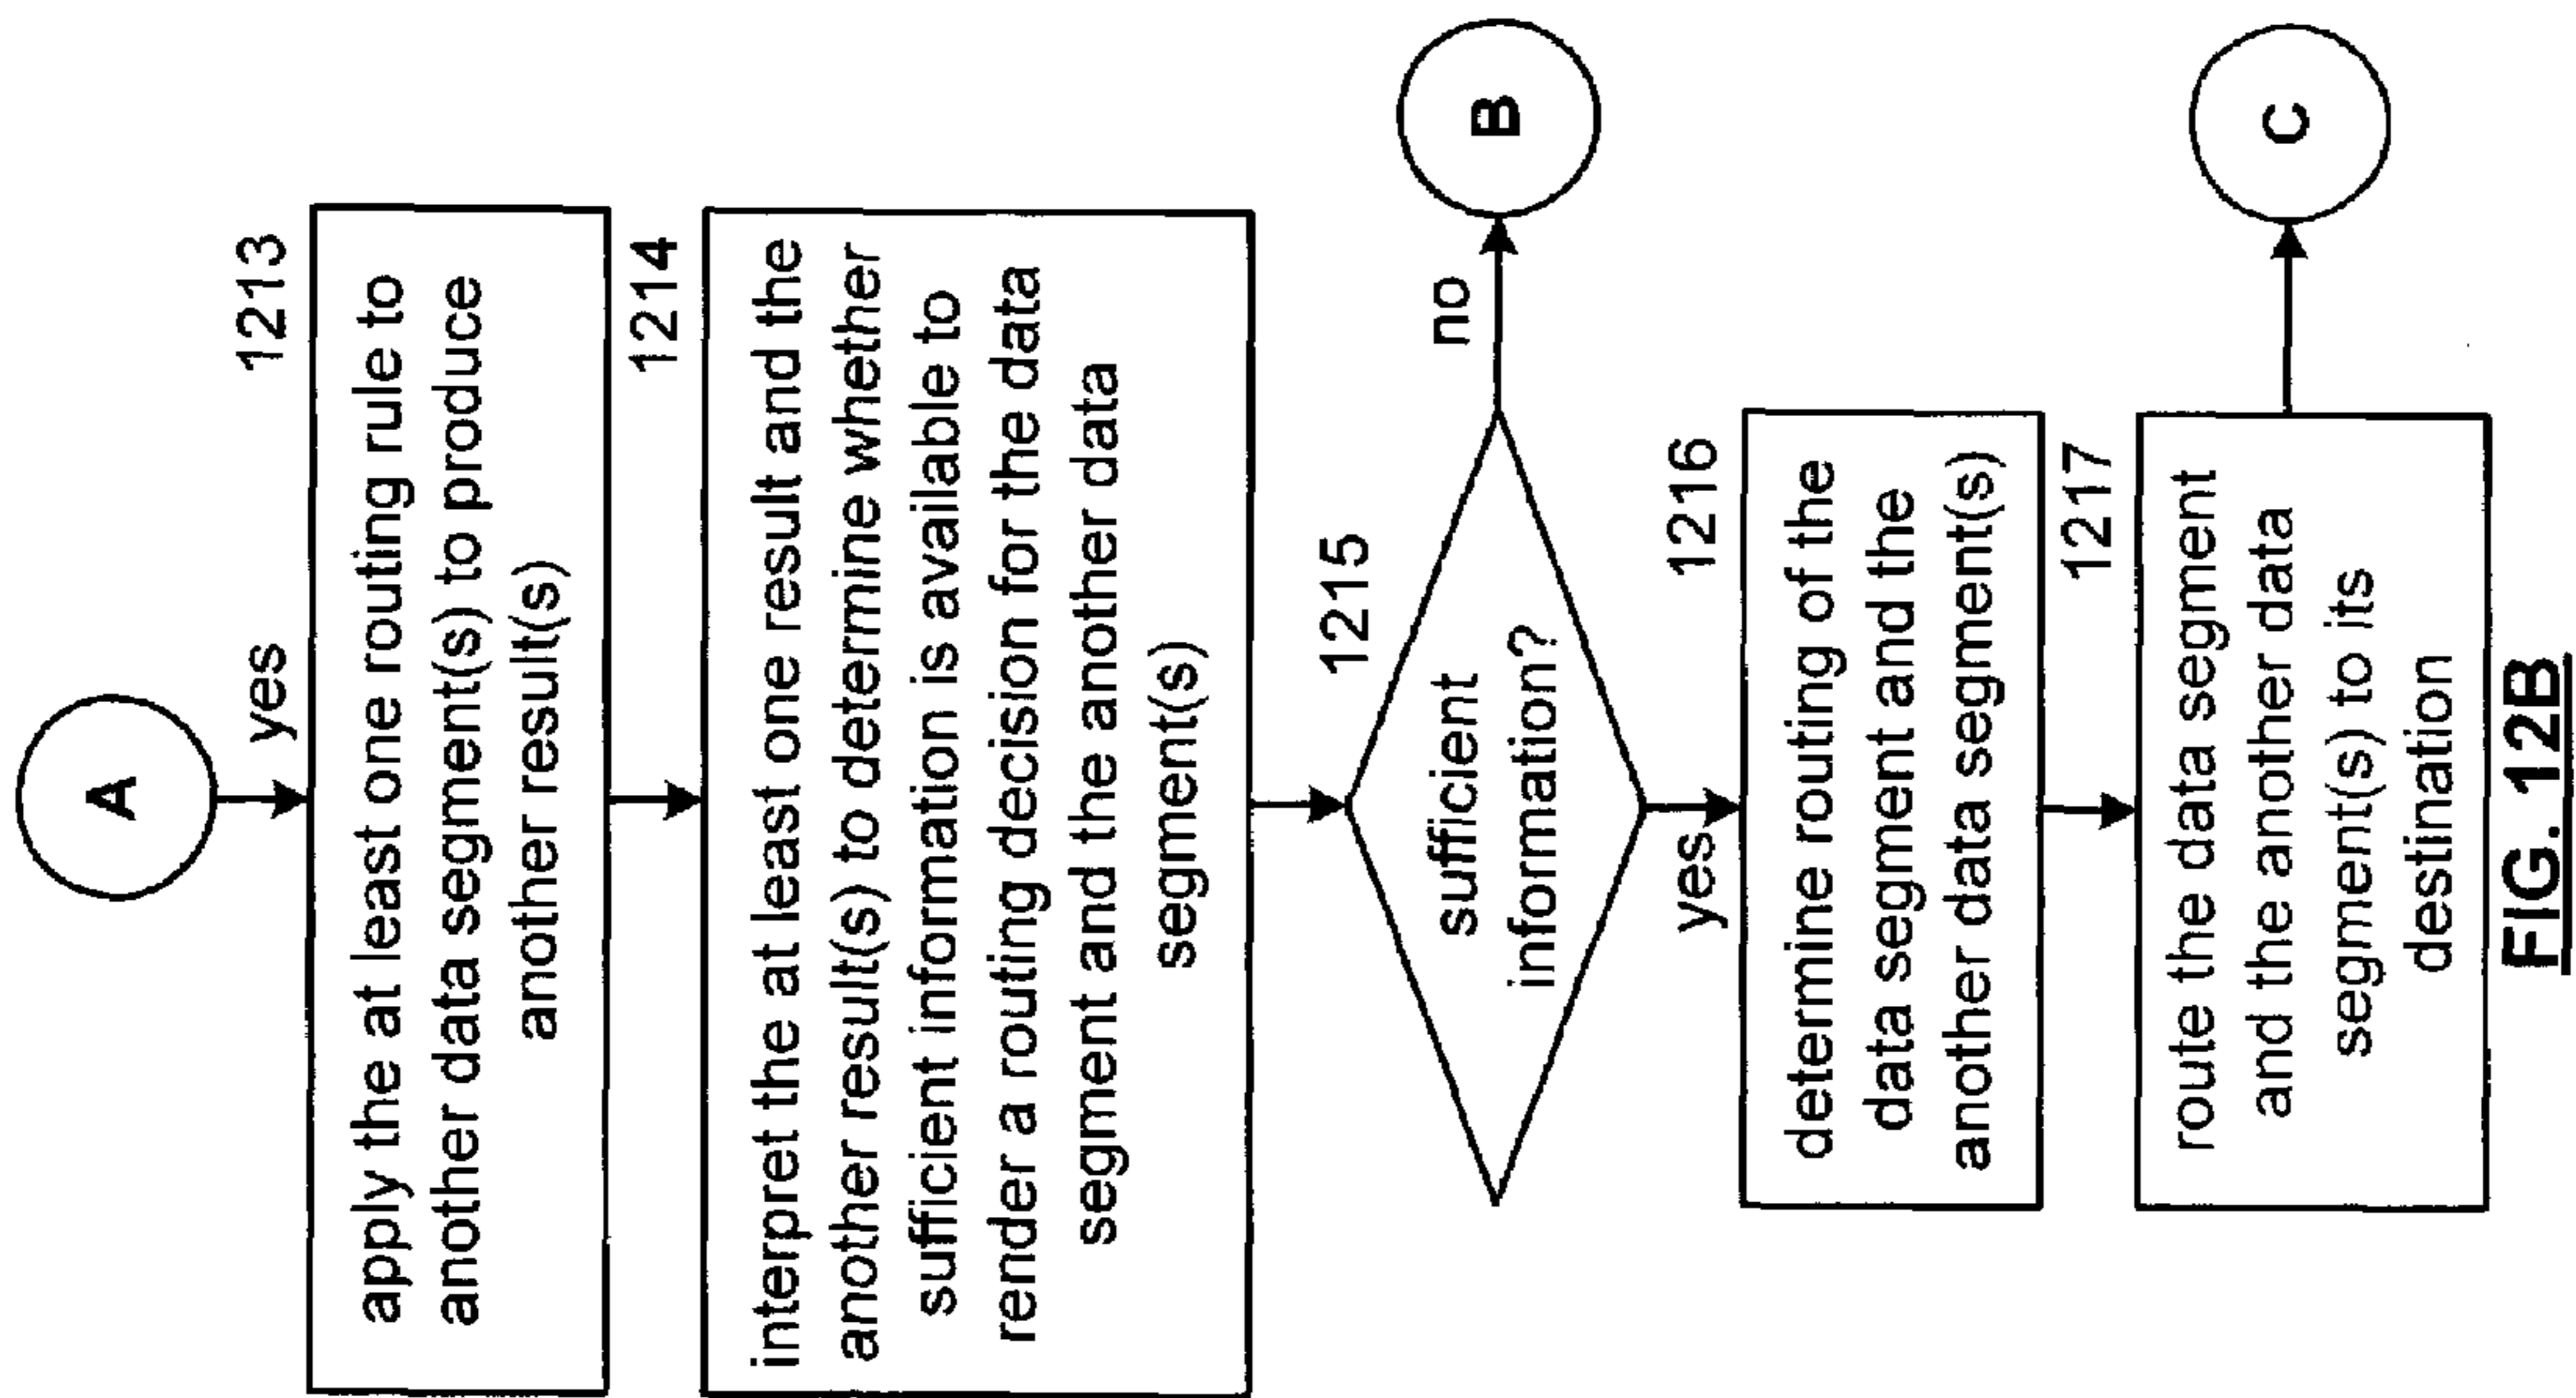 A
yes
1213
apply the at least one routing rule to
another data segment(s) to produce
another result(s)
1214
interpret the at least one result and the
another result(s) to determine whether
sufficient information is available to
render a routing decision for the data
segment and the another data
segment(s)
1215
sufficient
information?
no
B
yes
1216
determine routing of the
data segment and the
another data segment(s)
1217
route the data segment
and the another data
segment(s) to its
destination
C
FIG. 12B